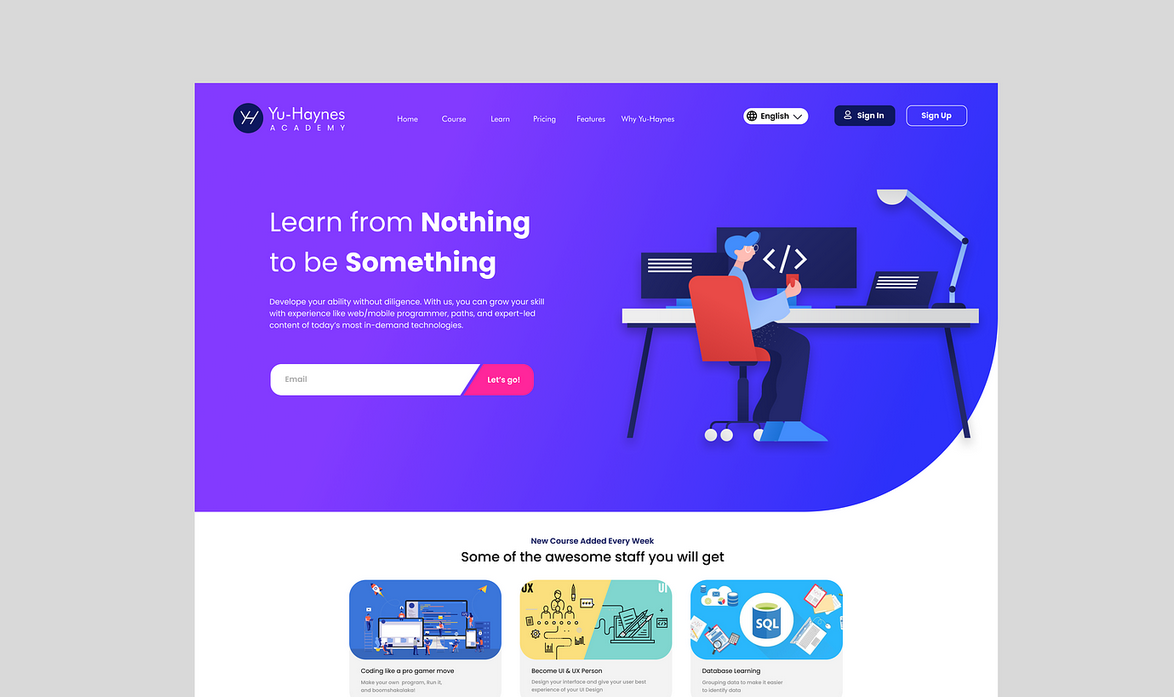 Yu-Haynes
ACADEMY
Home Course Learn Pricing Features Why Yu-Haynes
English
Sign In
Sign Up
Learn from Nothing
to be Something
Develope your ability without diligence. With us, you can grow your skill
with experience like web/mobile programmer, paths, and expert-led
content of today's most in-demand technologies.
Email
Let's go!
</>
New Course Added Every Week
Some of the awesome staff you will get
UX
UI
SQL
Coding like a pro gamer move
Make your own program, Run it,
and boomshakalaka!
Become UI & UX Person
Design your interface and give your user best
experience of your UI Design
Database Learning
Grouping data to make it easier
to identify data